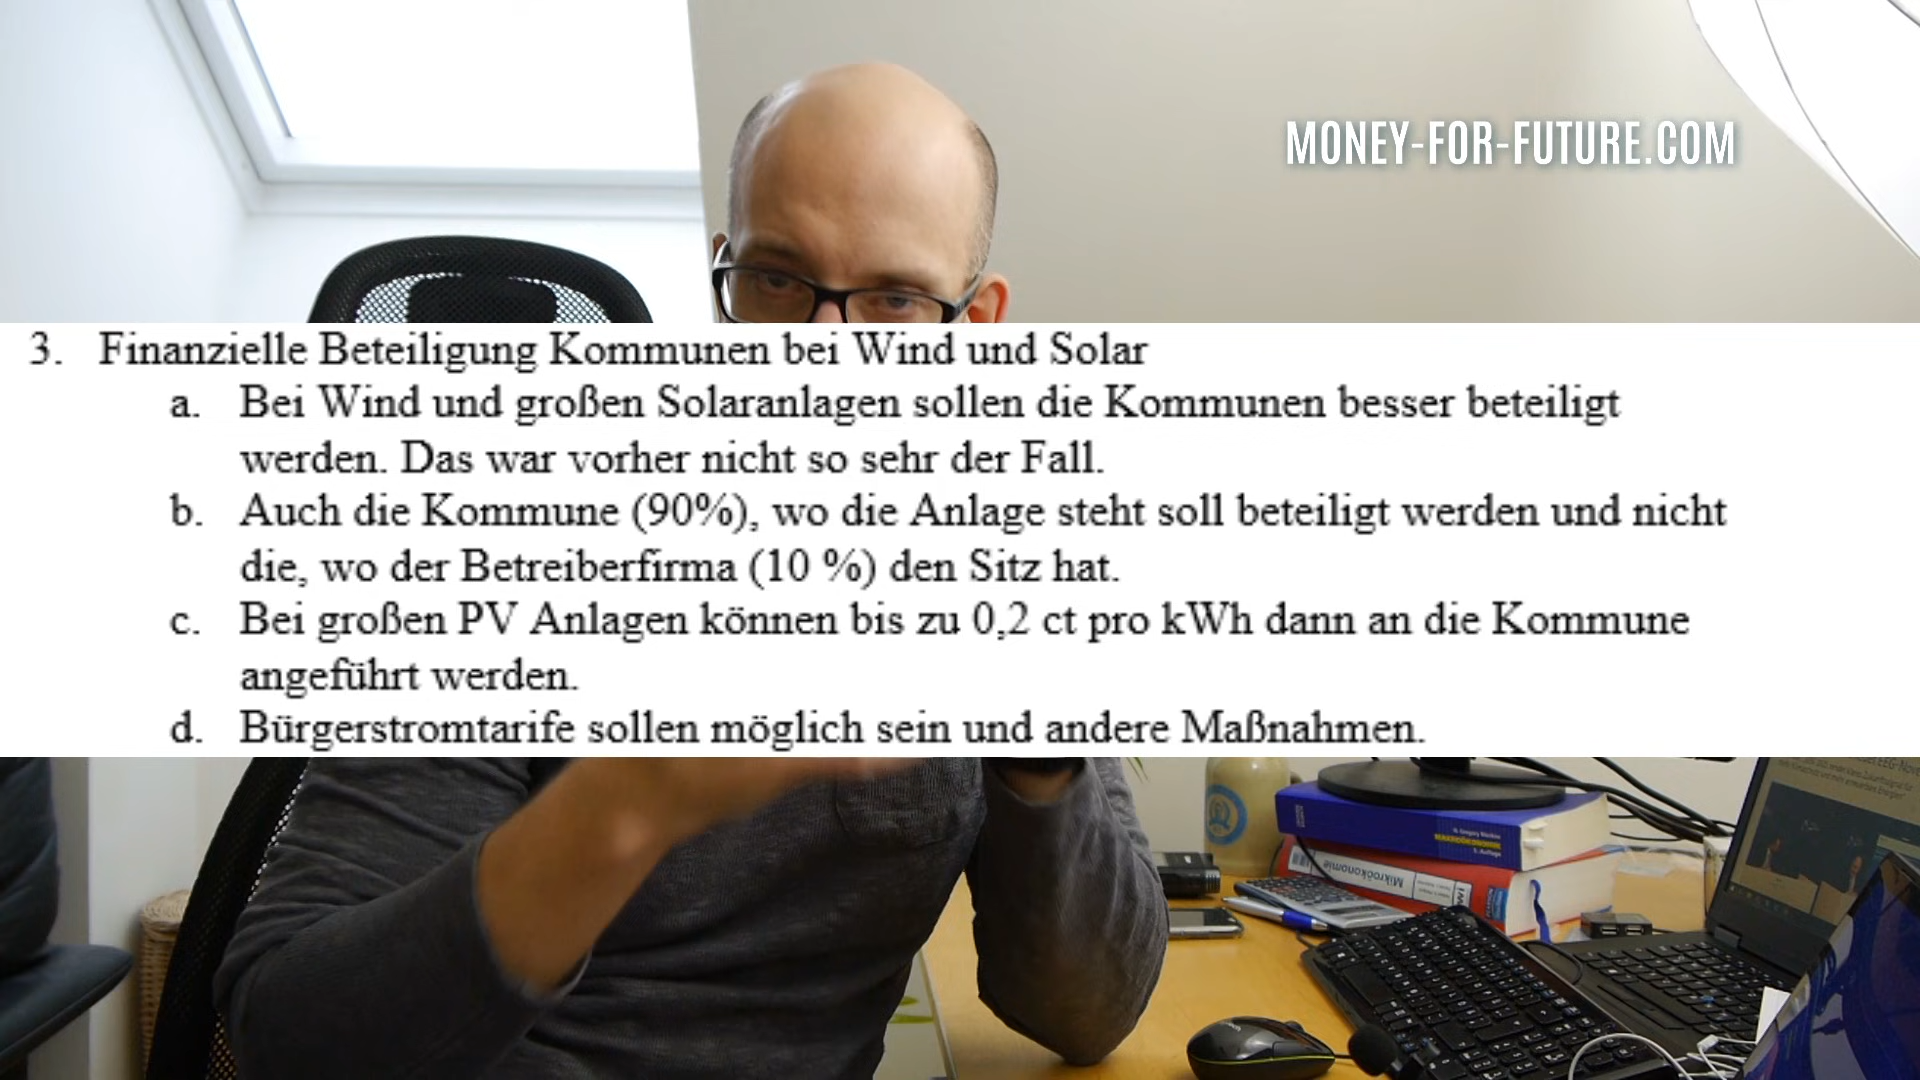 MONEY-FOR-FUTURE.COM
3. Finanzielle Beteiligung Kommunen bei Wind und Solar
a. Bei Wind und großen Solaranlagen sollen die Kommunen besser beteiligt
werden. Das war vorher nicht so sehr der Fall.
b. Auch die Kommune (90%), wo die Anlage steht soll beteiligt werden und nicht
die, wo der Betreiberfirma (10 %) den Sitz hat.
c. Bei großen PV Anlagen können bis zu 0,2 ct pro kWh dann an die Kommune
angeführt werden.
d. Bürgerstromtarife sollen möglich sein und andere Maßnahmen.
EEG-Nove
Mikroökonomie